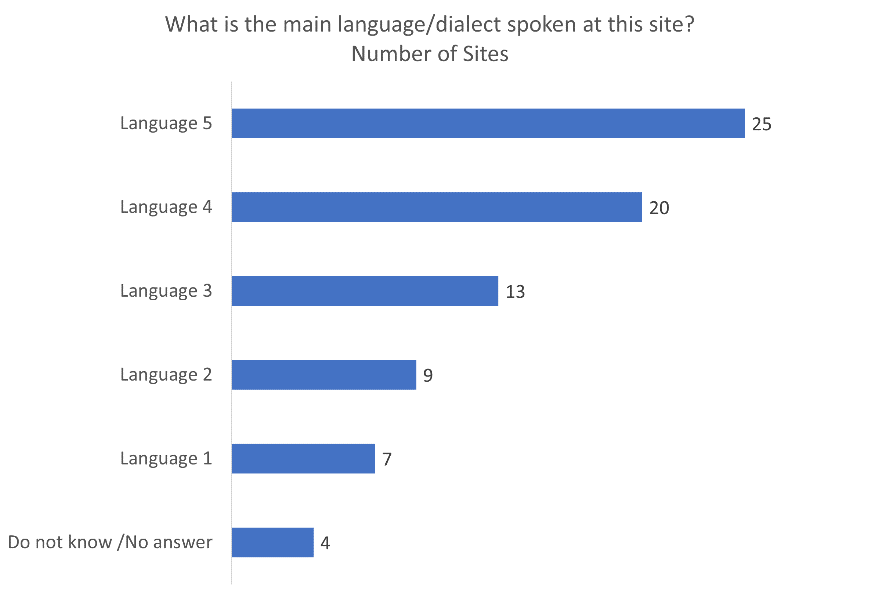 What is the main language/dialect spoken at this site?
Number of Sites
Language 5 25
Language 4 20
Language 3 13
Language 2 9
Language 1 7
Do not know /No answer 4